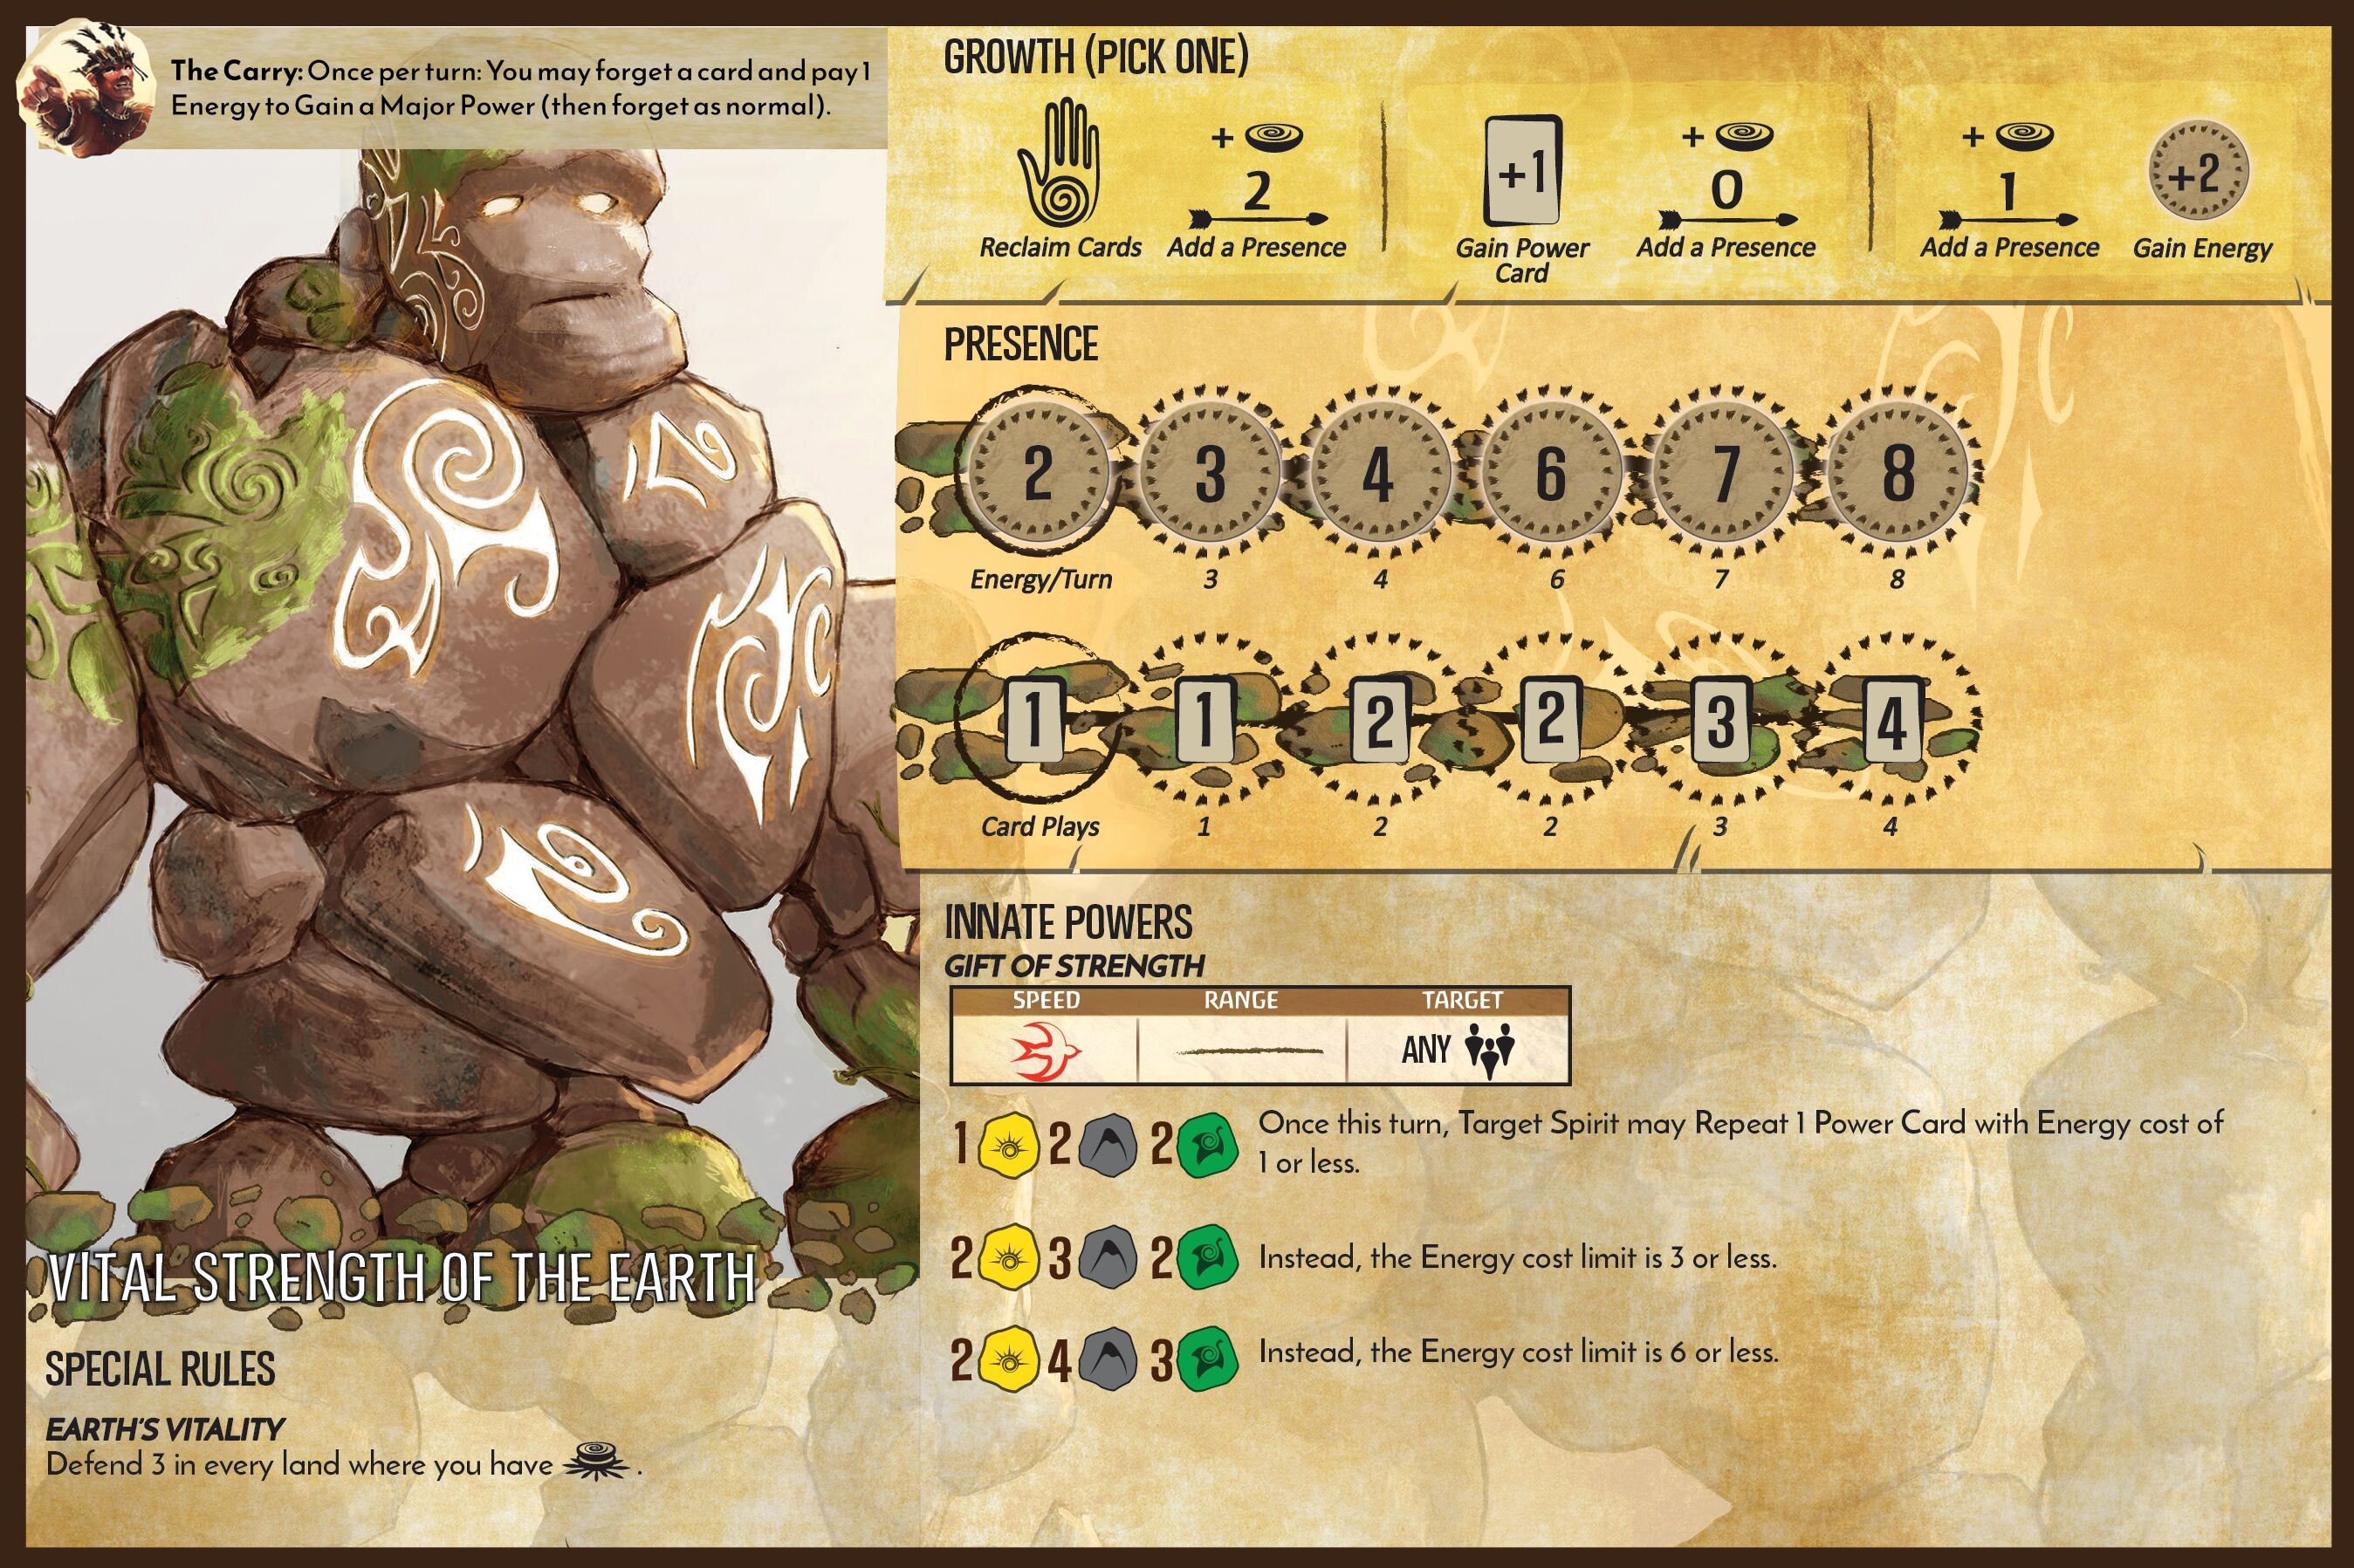 The Carry: Once per turn: You may forget a card and pay 1
Energy to Gain a Major Power (then forget as normal).
GROWTH (PICK ONE)
+
2
+1
+
0
+
1
+2
Reclaim Cards
Add a Presence
Gain Power
Card
Add a Presence
Add a Presence
Gain Energy
PRESENCE
2 3 4 6 7 8
Energy/Turn 3 4 6 7 8
1 1 2 2 3 4
Card Plays 1 2 2 3 4
INNATE POWERS
GIFT OF STRENGTH
SPEED RANGE TARGET
ANY
1 2 2 Once this turn, Target Spirit may Repeat 1 Power Card with Energy cost of
1 or less.
2 3 2 Instead, the Energy cost limit is 3 or less.
2 4 3 Instead, the Energy cost limit is 6 or less.
VITAL STRENGTH OF THE EARTH
SPECIAL RULES
EARTH'S VITALITY
Defend 3 in every land where you have .